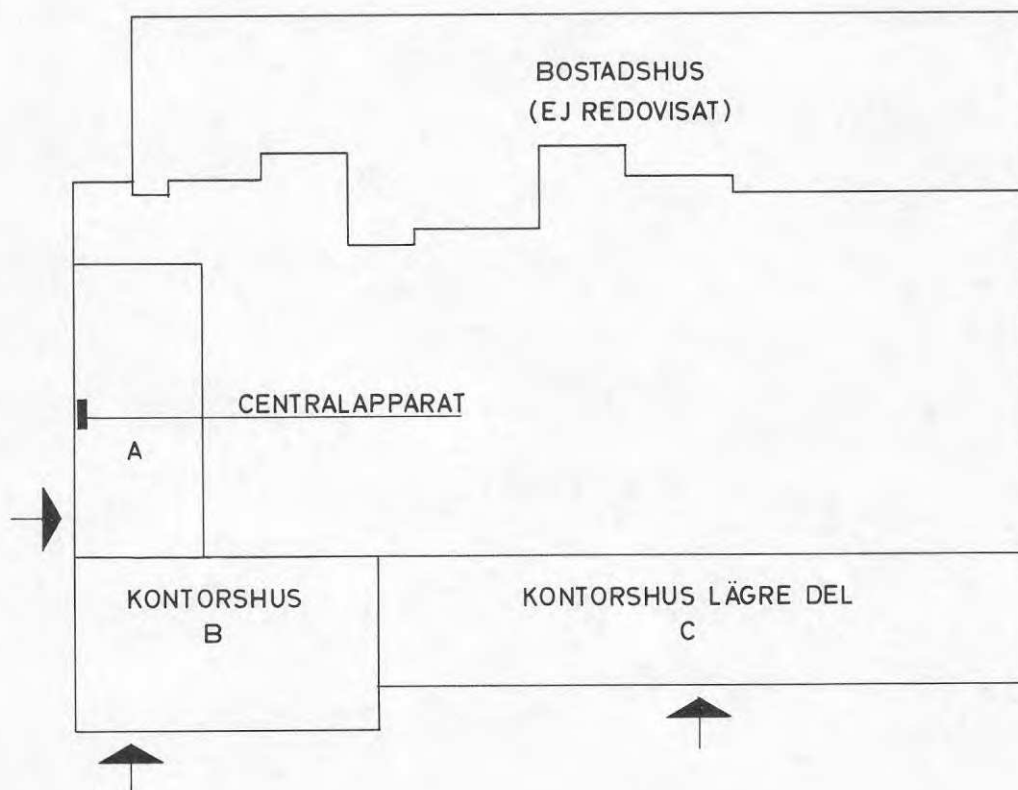 BOSTADSHUS
(EJ REDOVISAT)
CENTRALAPPARAT
A
KONTORSHUS
B
KONTORSHUS LÄGRE DEL
C